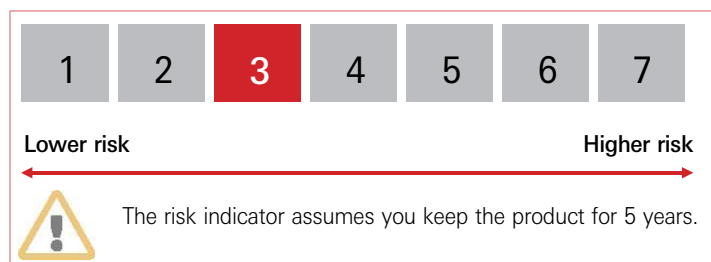 1 2 3 4 5 6 7
Lower risk Higher risk
The risk indicator assumes you keep the product for 5 years.